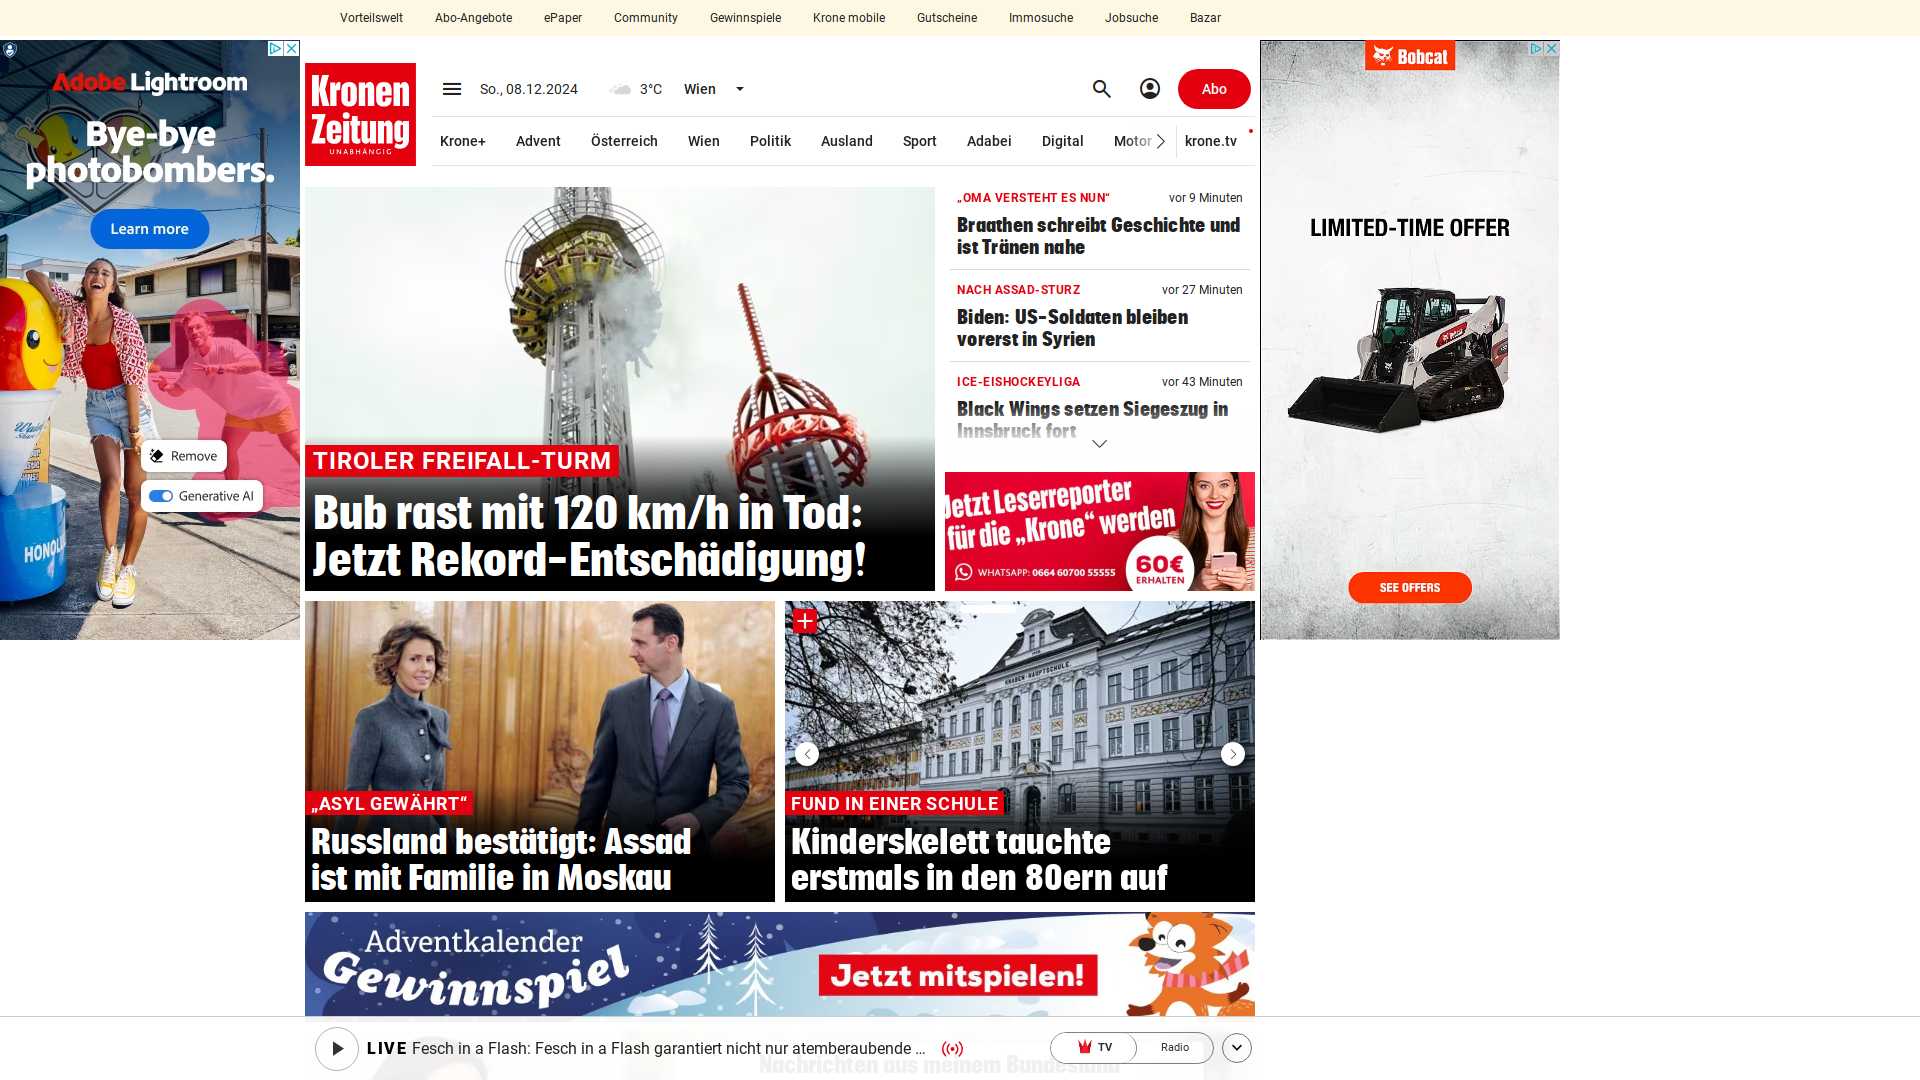 Vorteilswelt Abo-Angebote ePaper Community Gewinnspiele Krone mobile Gutscheine Immosuche Jobsuche Bazar
Adobe Lightroom
Bye-bye
photobombers.
Learn more
Remove
Generative AI
HONOL
Kronen
Zeitung
UNABHÄNGIG
So., 08.12.2024 3°C Wien
Abo
Krone+ Advent Österreich Wien Politik Ausland Sport Adabei Digital Motor krone.tv
TIROLER FREIFALL-TURM
Bub rast mit 120 km/h in Tod:
Jetzt Rekord-Entschädigung!
„OMA VERSTEHT ES NUN“ vor 9 Minuten
Braathen schreibt Geschichte und
ist Tränen nahe
NACH ASSAD-STURZ vor 27 Minuten
Biden: US-Soldaten bleiben
vorerst in Syrien
ICE-EISHOCKEYLIGA vor 43 Minuten
Black Wings setzen Siegeszug in
Innsbruck fort
Jetzt Leserreporter
für die „Krone“ werden
WHATSAPP: 0664 60700 55555
60€
ERHALTEN
Bobcat
LIMITED-TIME OFFER
SEE OFFERS
„ASYL GEWÄHRT“
Russland bestätigt: Assad
ist mit Familie in Moskau
KNABEN-HAUPTSCHULE
FUND IN EINER SCHULE
Kinderskelett tauchte
erstmals in den 80ern auf
Adventkalender
Gewinnspiel
Jetzt mitspielen!
LIVE Fesch in a Flash: Fesch in a Flash garantiert nicht nur atemberaubende ...
TV Radio
Nachrichten aus meinem Bundesland